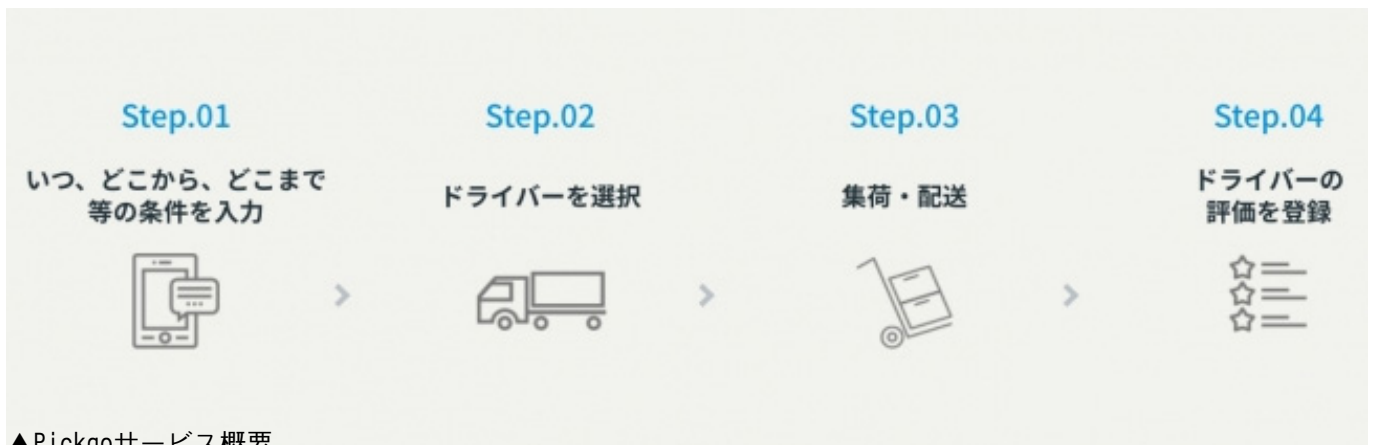 Step.01
いつ、どこから、どこまで
等の条件を入力
Step.02
ドライバーを選択
Step.03
集荷・配送
Step.04
ドライバーの
評価を登録
▲Pickgoサービス概要